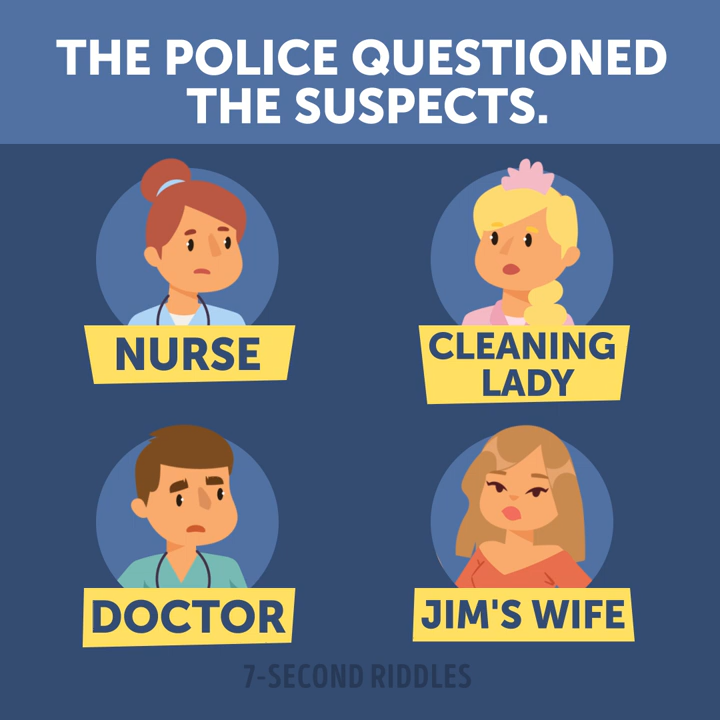 THE POLICE QUESTIONED
THE SUSPECTS.
NURSE
CLEANING
LADY
DOCTOR
JIM'S WIFE
7-SECOND RIDDLES